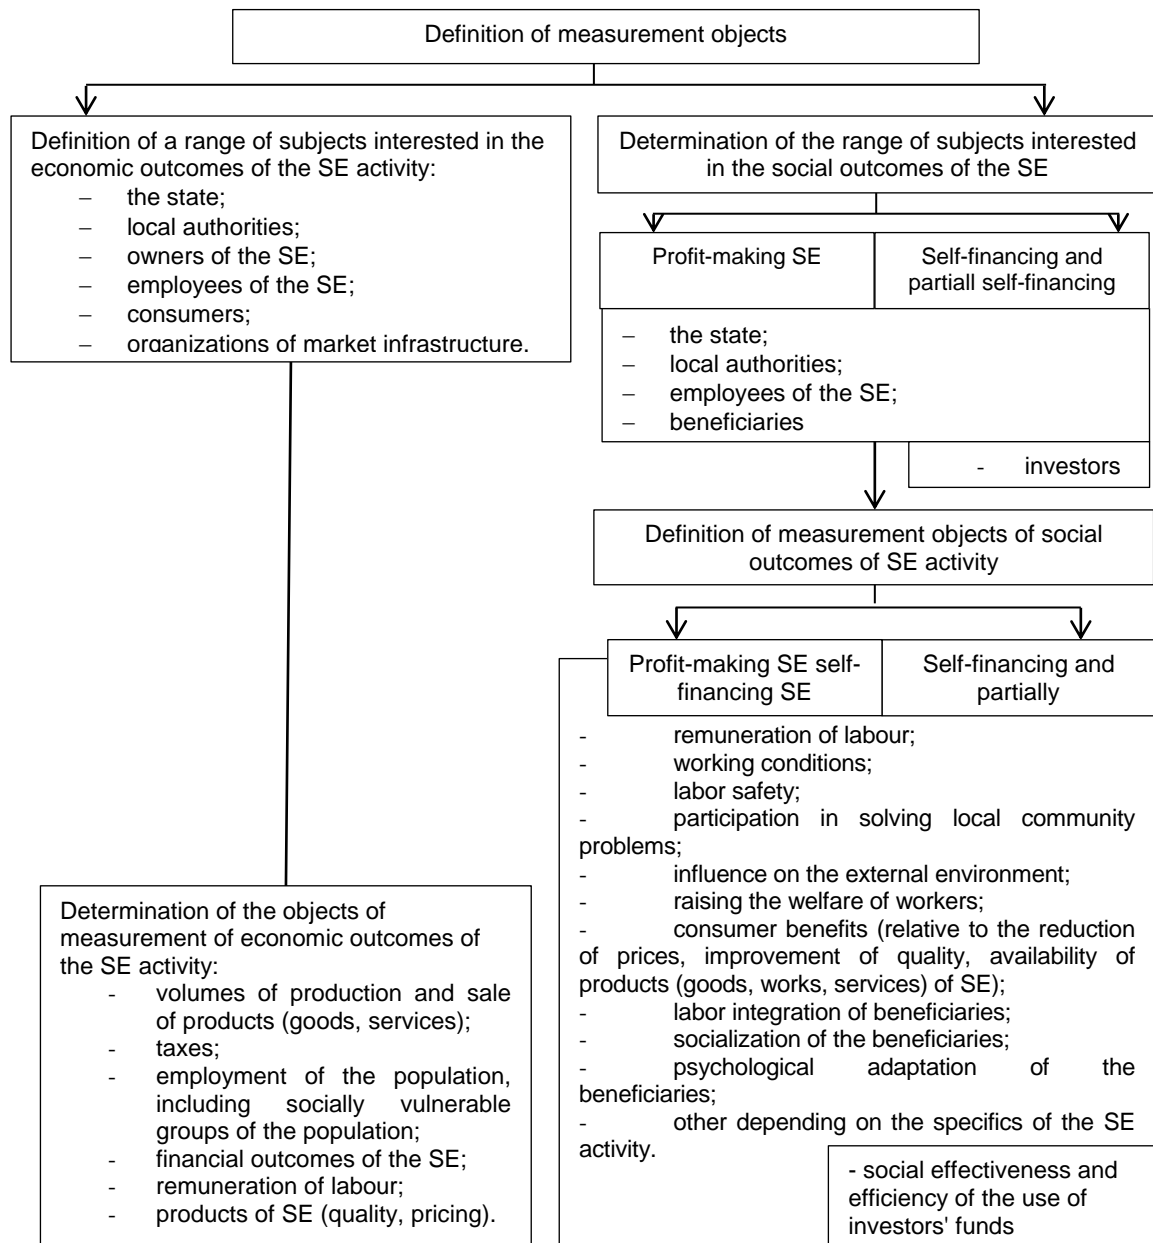 Definition of measurement objects
Definition of a range of subjects interested in the
economic outcomes of the SE activity:
– the state;
– local authorities;
– owners of the SE;
– employees of the SE;
– consumers;
– organizations of market infrastructure.
Determination of the range of subjects interested
in the social outcomes of the SE
Profit-making SE
Self-financing and
partiall self-financing
– the state;
– local authorities;
– employees of the SE;
– beneficiaries
- investors
Definition of measurement objects of social
outcomes of SE activity
Profit-making SE self-
financing SE
Self-financing and
partially
- remuneration of labour;
- working conditions;
- labor safety;
- participation in solving local community
problems;
- influence on the external environment;
- raising the welfare of workers;
- consumer benefits (relative to the reduction
of prices, improvement of quality, availability of
products (goods, works, services) of SE);
- labor integration of beneficiaries;
- socialization of the beneficiaries;
- psychological adaptation of the
beneficiaries;
- other depending on the specifics of the SE
activity.
- social effectiveness and
efficiency of the use of
investors' funds
Determination of the objects of
measurement of economic outcomes of
the SE activity:
- volumes of production and sale
of products (goods, services);
- taxes;
- employment of the population,
including socially vulnerable
groups of the population;
- financial outcomes of the SE;
- remuneration of labour;
- products of SE (quality, pricing).